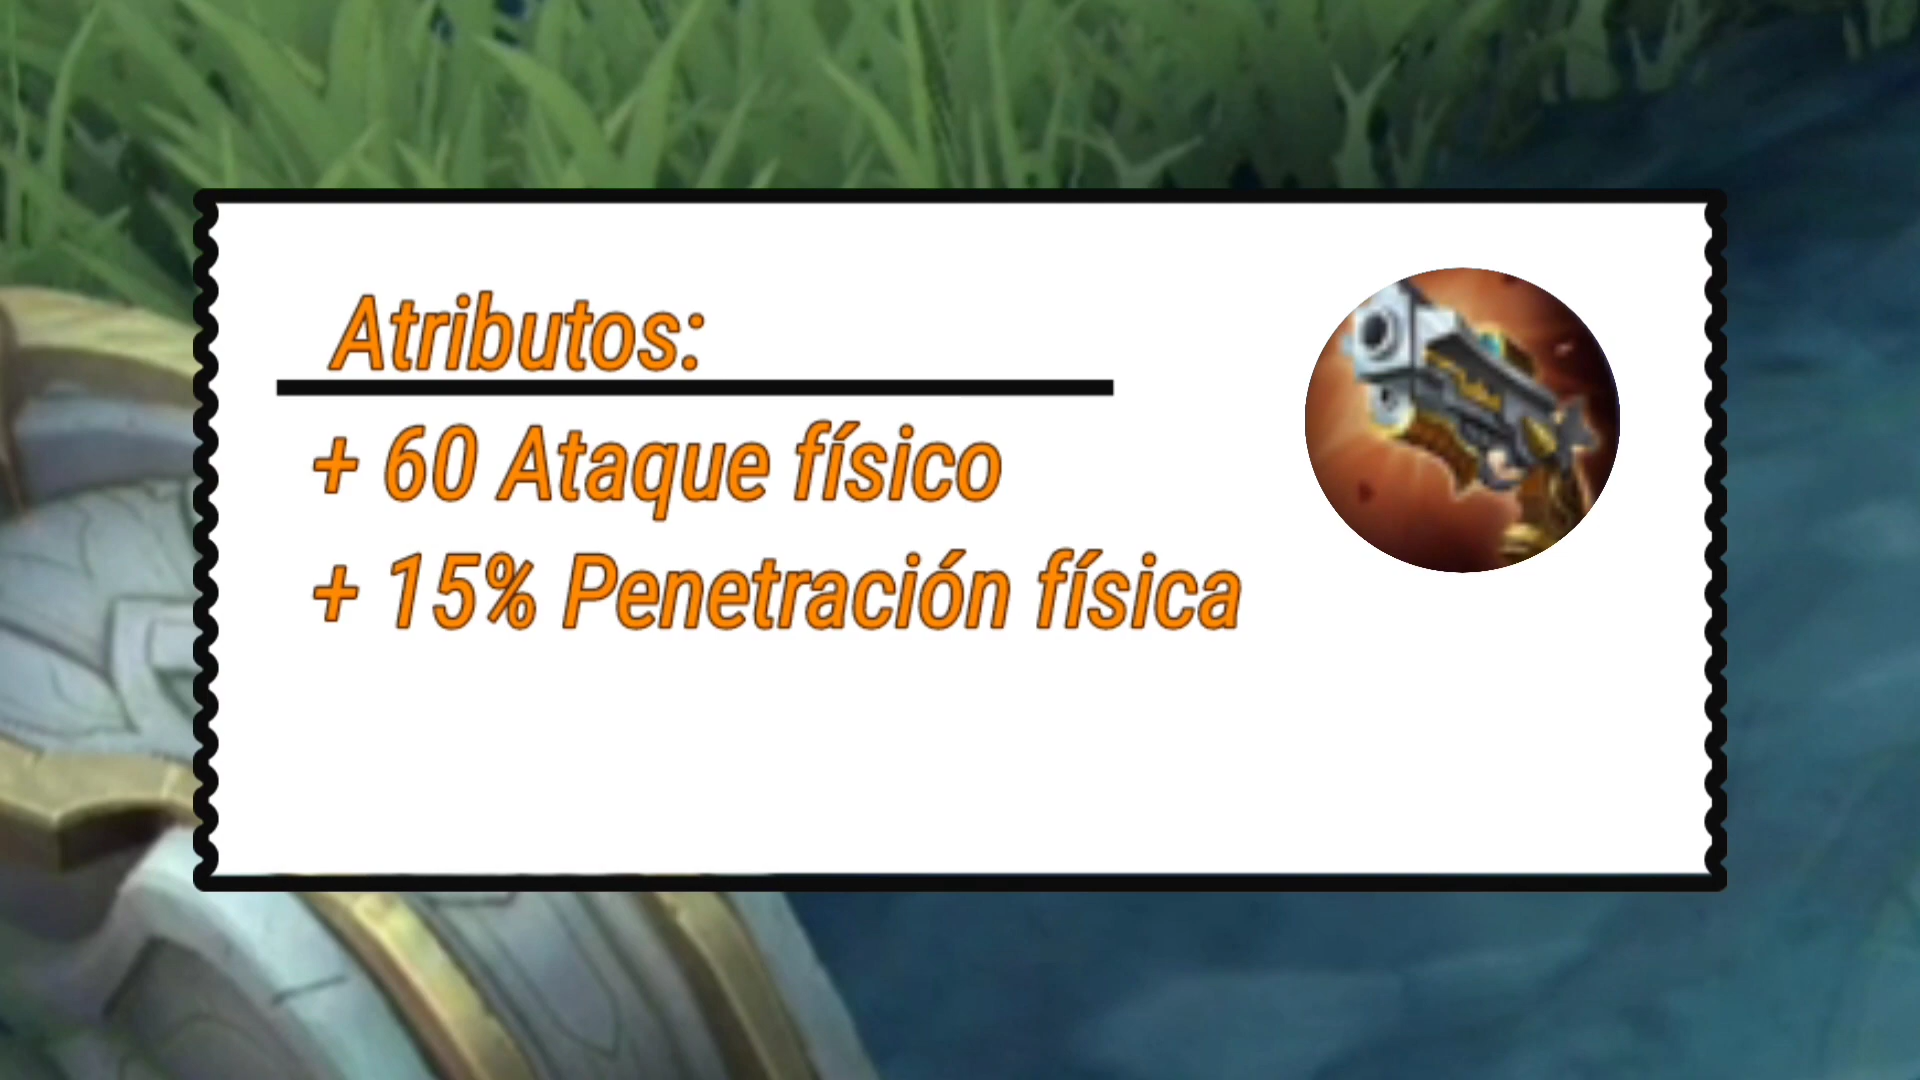 Atributos:
+ 60 Ataque físico
+ 15% Penetración física